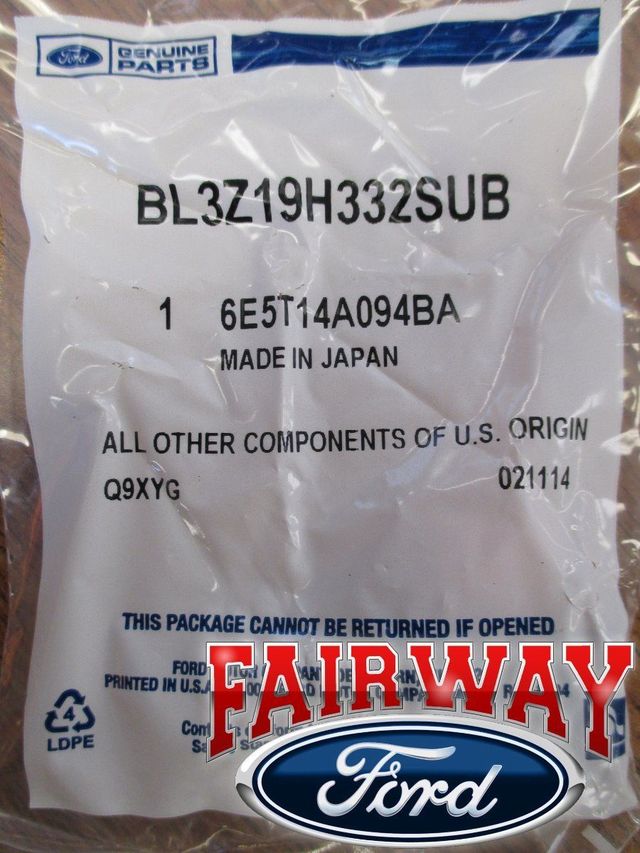 Ford GENUINE
PARTS
BL3Z19H332SUB
1 6E5T14A094BA
MADE IN JAPAN
ALL OTHER COMPONENTS OF U.S. ORIGIN
Q9XYG 021114
THIS PACKAGE CANNOT BE RETURNED IF OPENED
FORD
PRINTED IN U.S.A.
4
LDPE
FAIRWAY
Ford